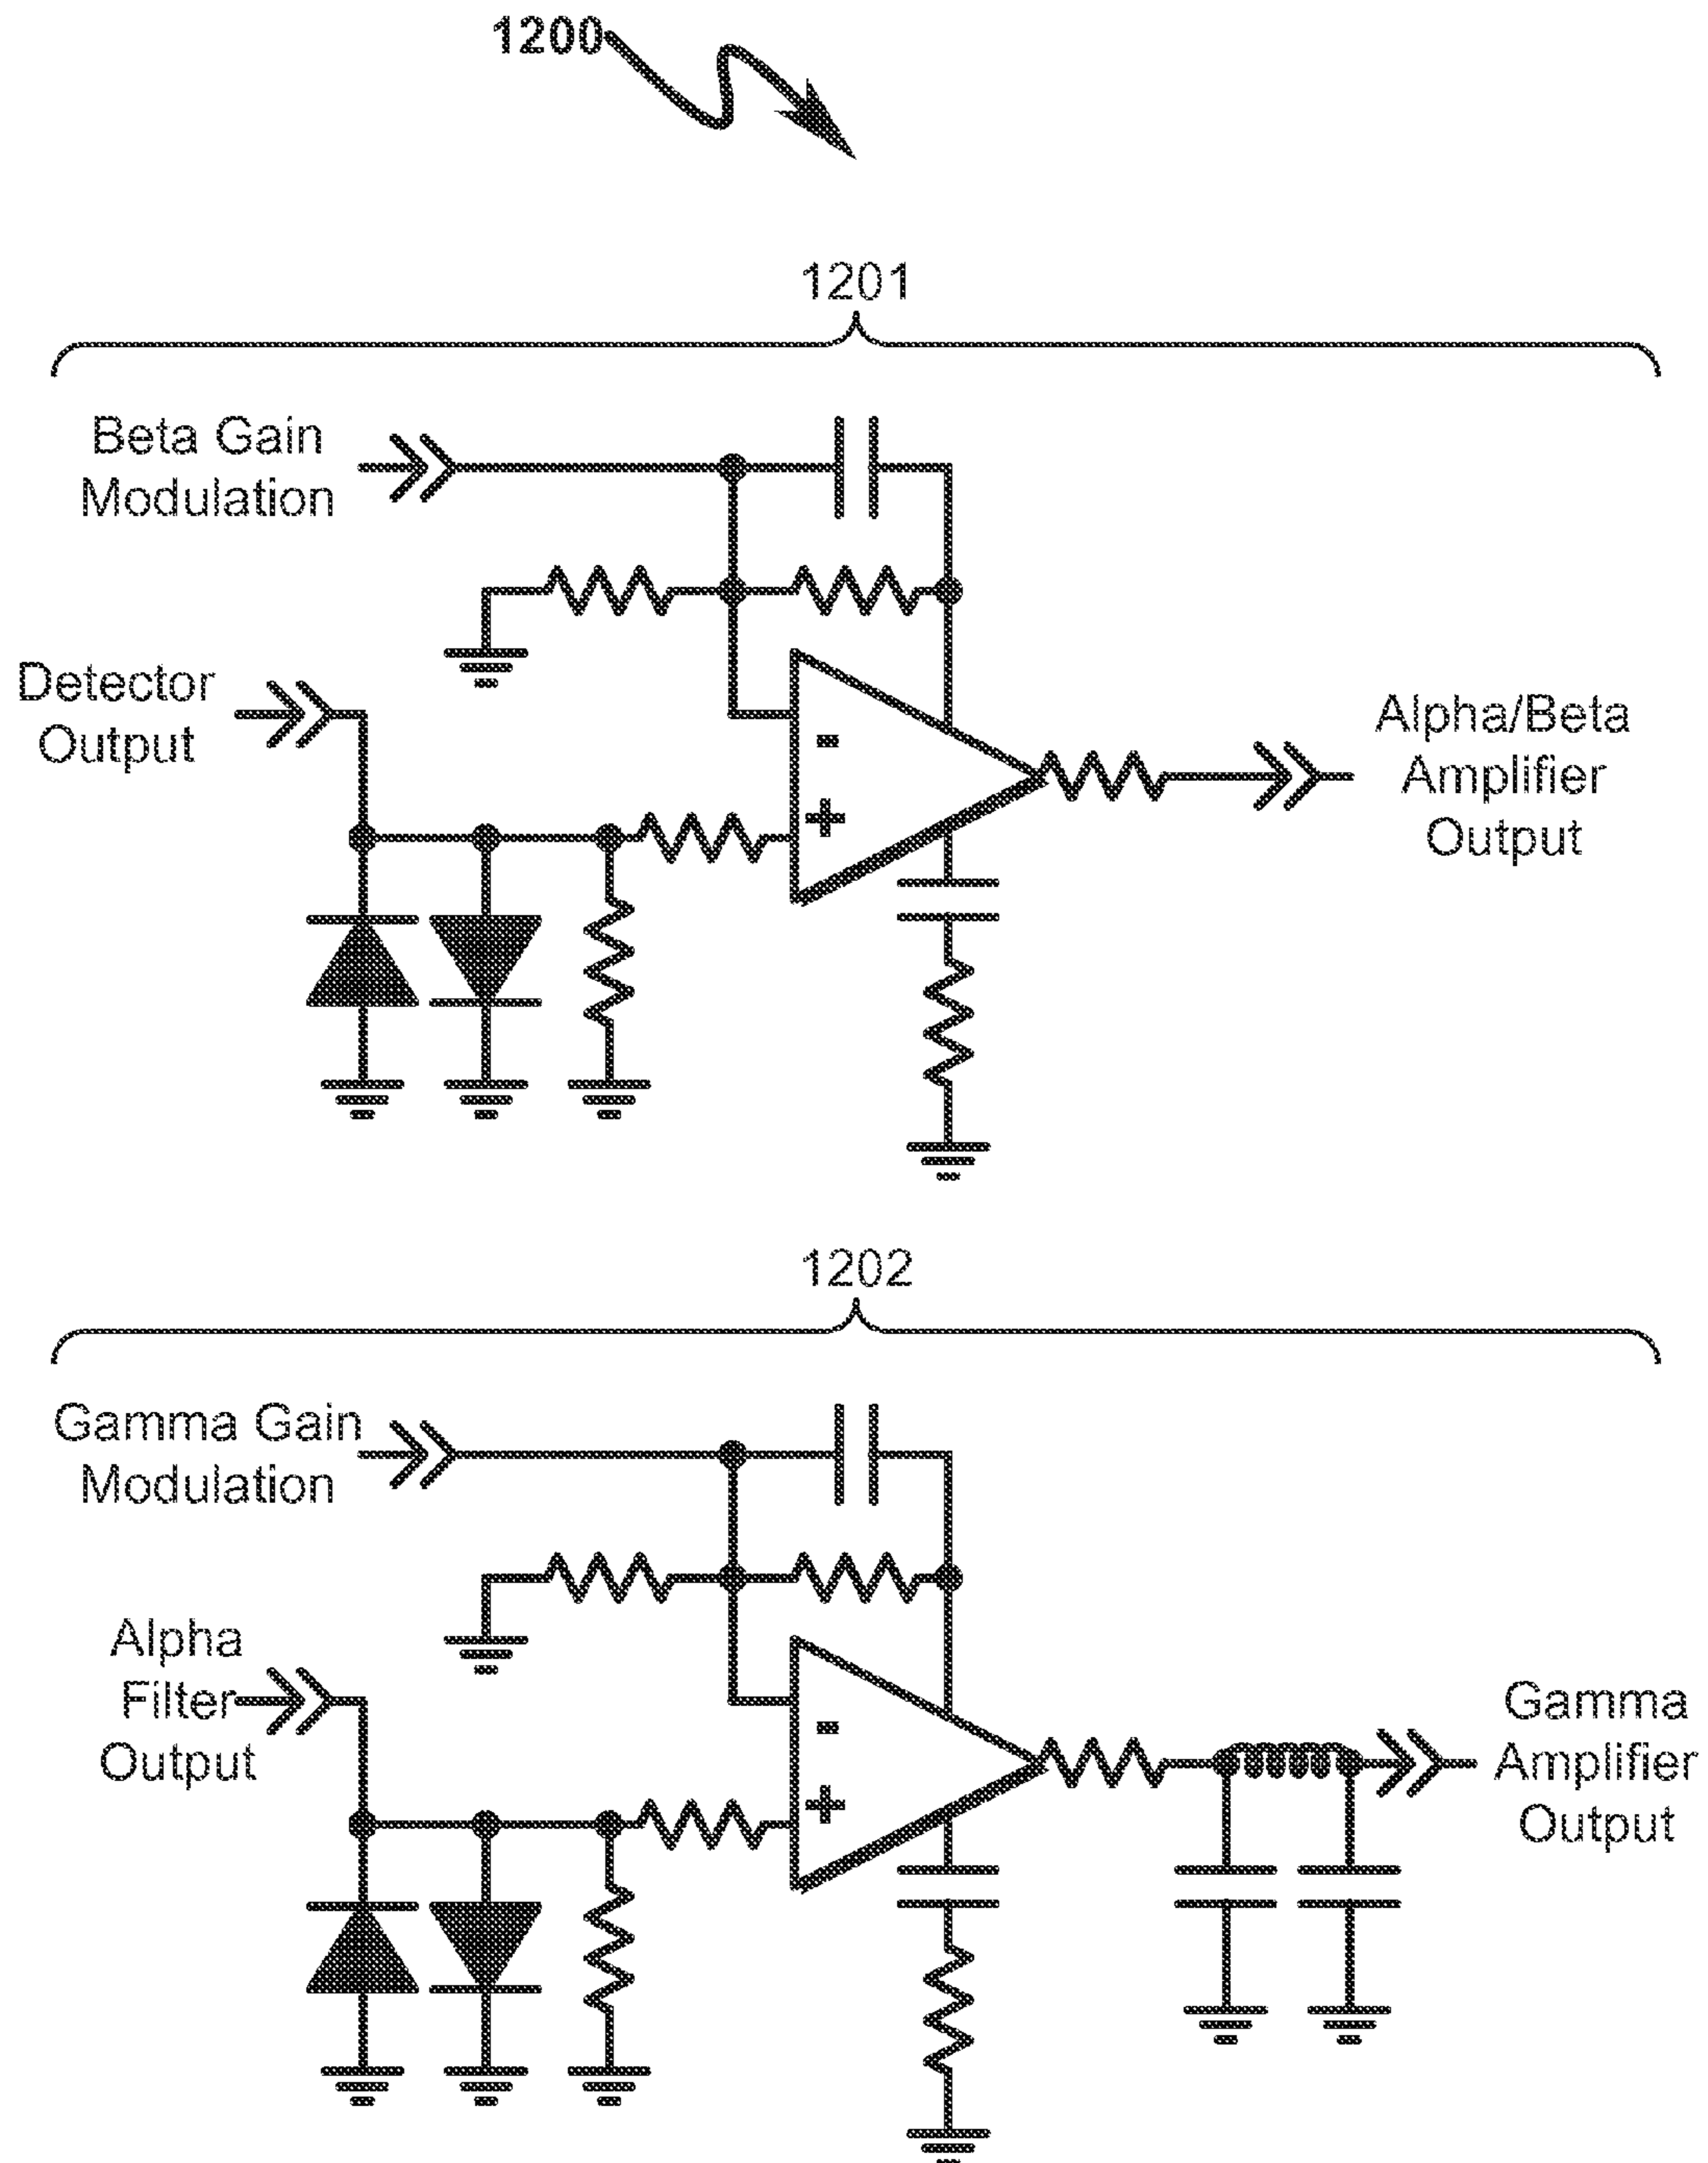 1200
1201
Beta Gain
Modulation
Detector
Output
-
+
Alpha/Beta
Amplifier
Output
1202
Gamma Gain
Modulation
Alpha
Filter
Output
-
+
Gamma
Amplifier
Output